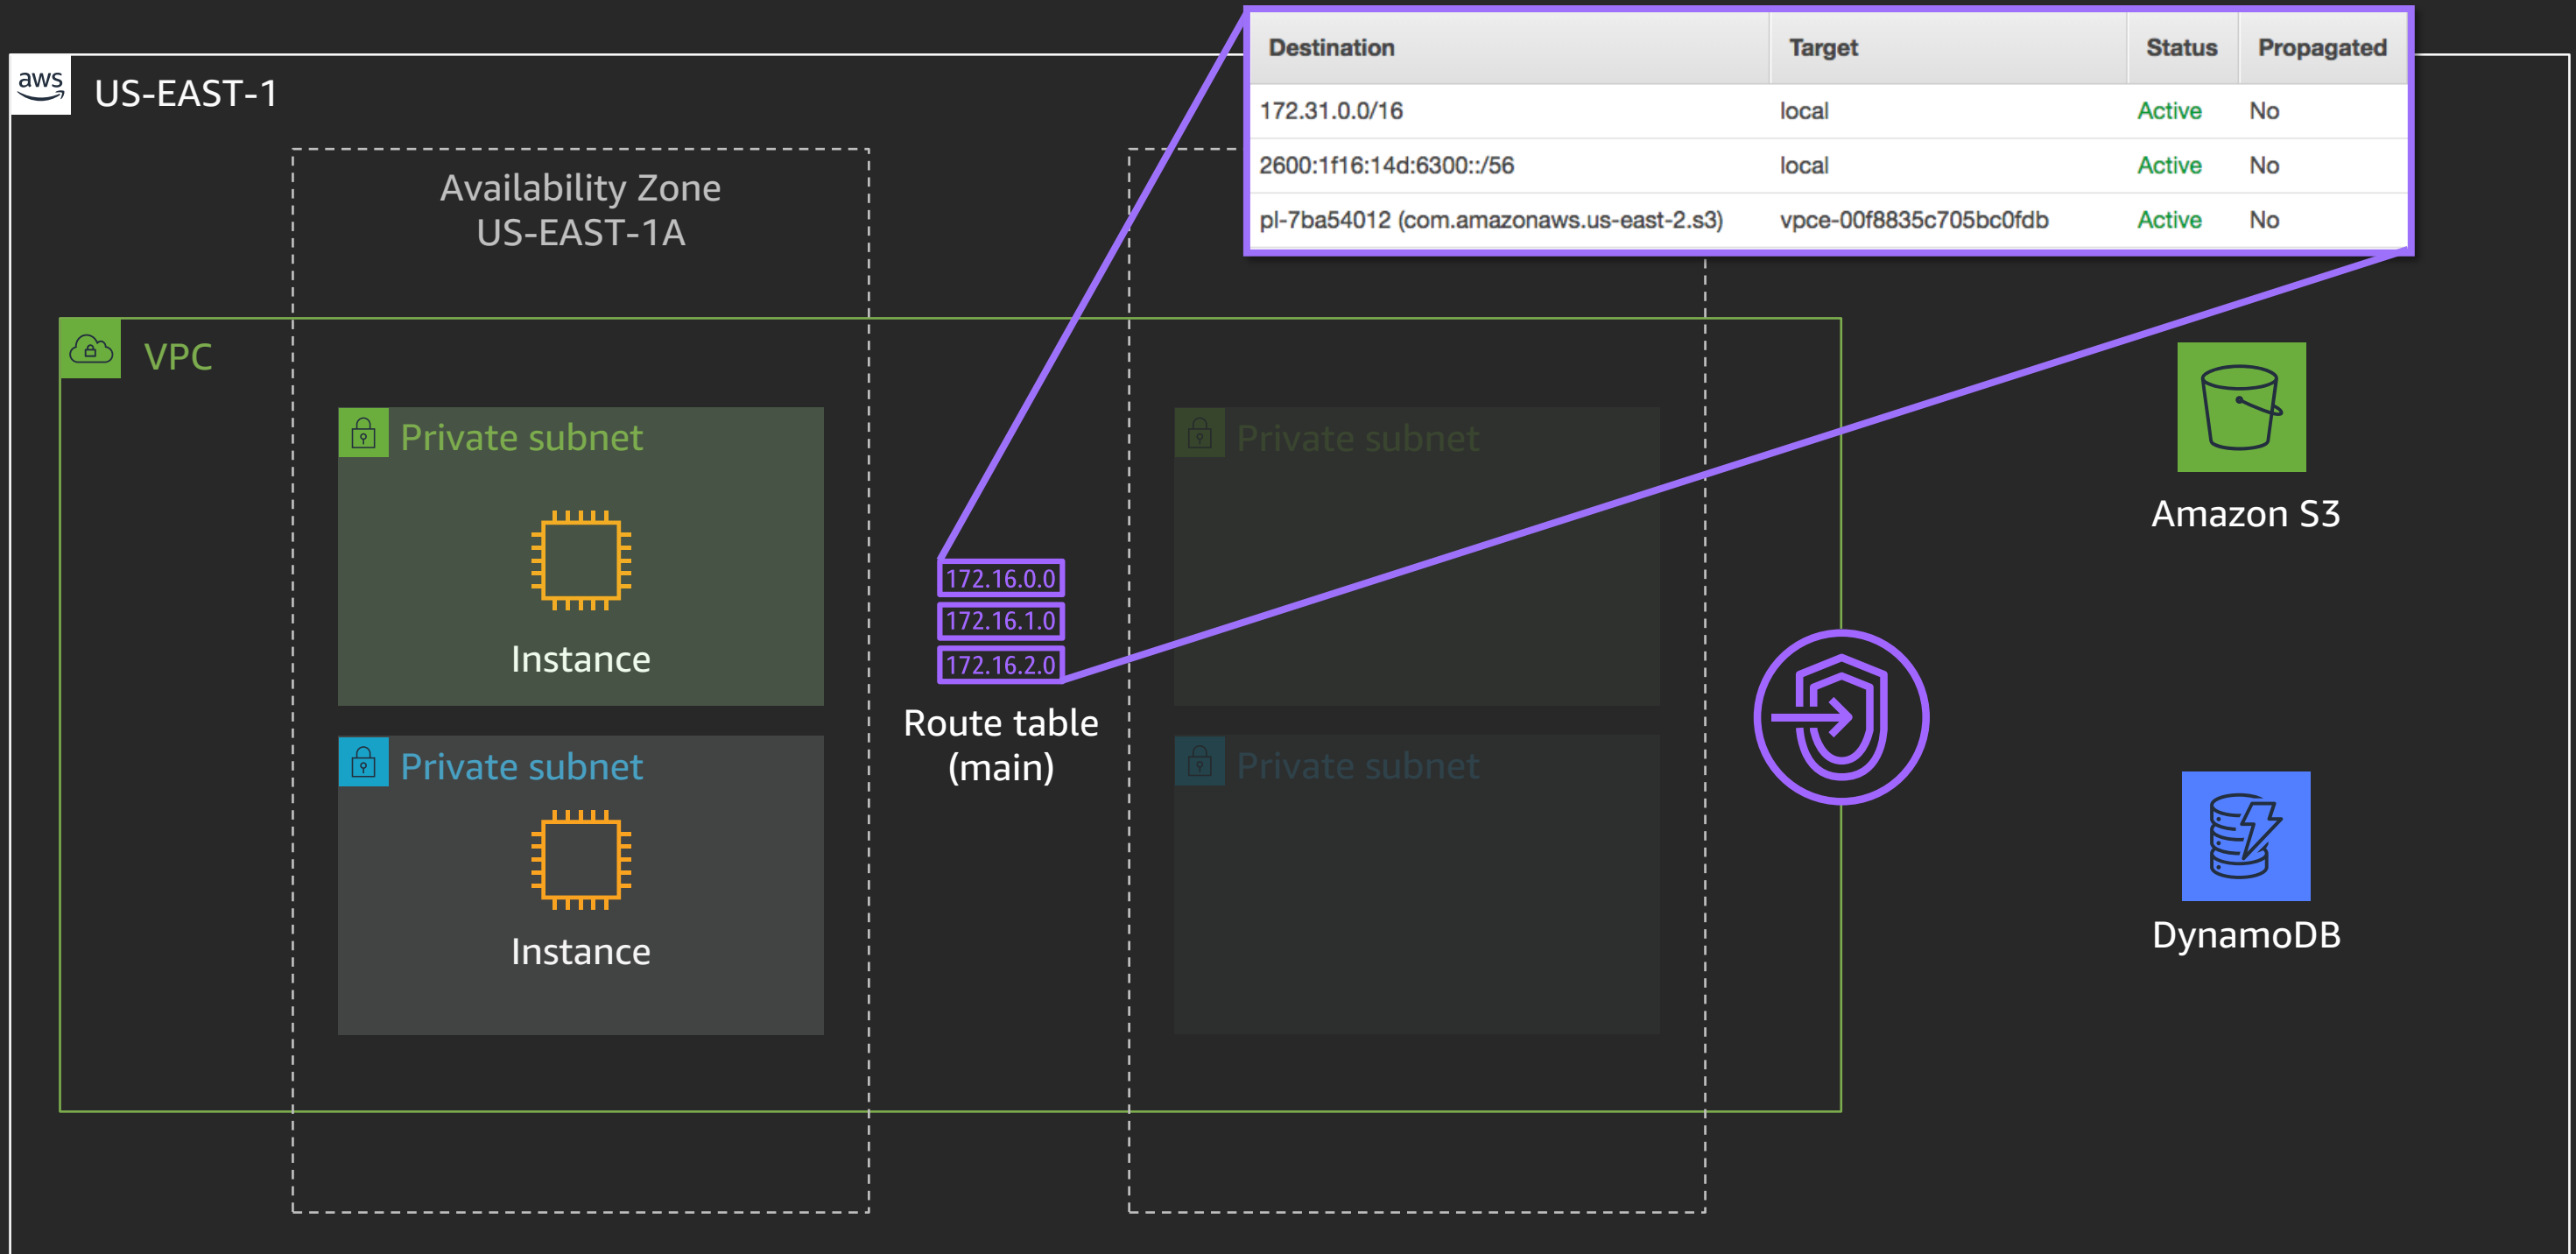 aws
US-EAST-1
Destination Target Status Propagated
172.31.0.0/16 local Active No
2600:1f16:14d:6300::/56 local Active No
pl-7ba54012 (com.amazonaws.us-east-2.s3) vpce-00f8835c705bc0fdb Active No
Availability Zone
US-EAST-1A
VPC
Private subnet
Instance
Private subnet
Instance
172.16.0.0
172.16.1.0
172.16.2.0
Route table
(main)
Private subnet
Private subnet
Amazon S3
DynamoDB